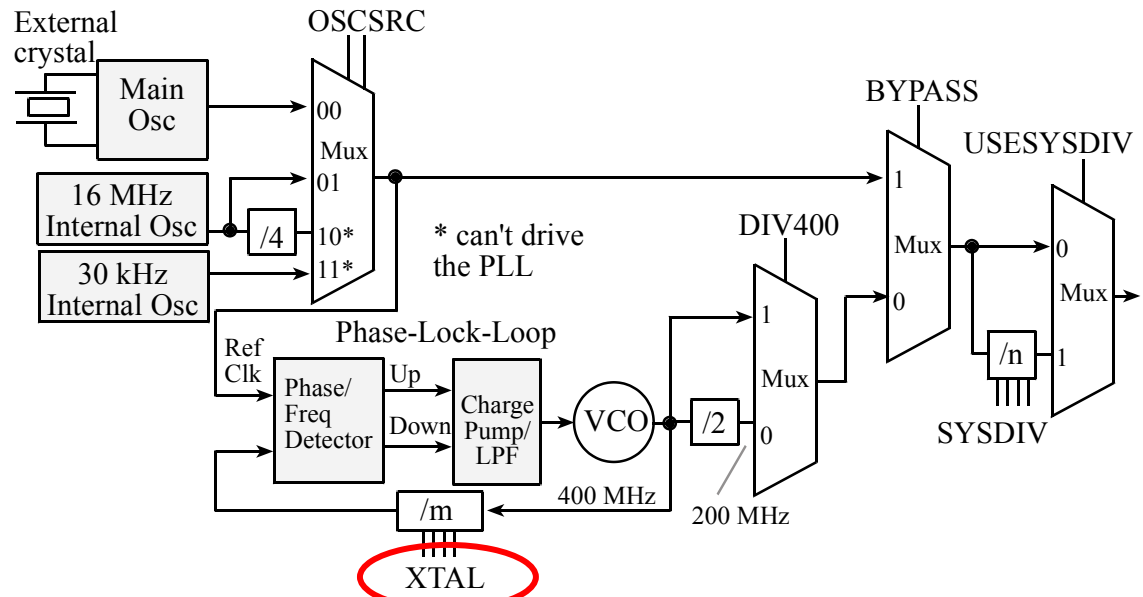 External
crystal
OSCSRC
Main
Osc
00
Mux
01
10*
11*
16 MHz
Internal Osc
/4
30 kHz
Internal Osc
* can't drive
the PLL
BYPASS
1
Mux
0
USESYSDIV
0
Mux
1
/n
SYSDIV
DIV400
1
Mux
0
Phase-Lock-Loop
Ref
Clk
Phase/
Freq
Detector
Up
Down
Charge
Pump/
LPF
VCO
/2
400 MHz
200 MHz
/m
XTAL